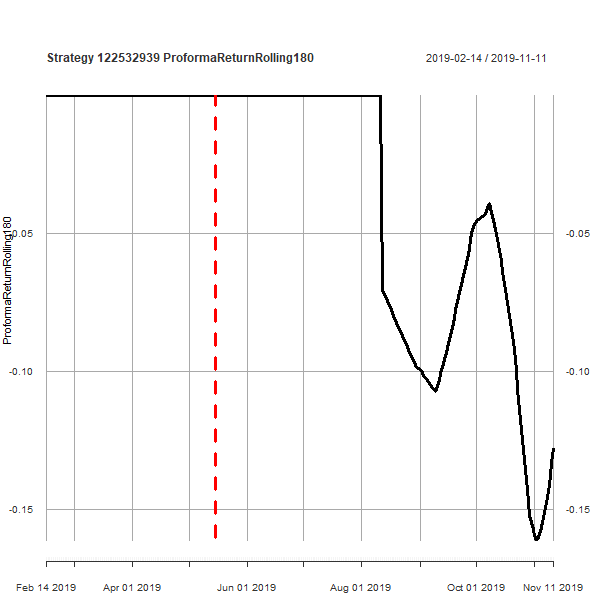 Strategy 122532939 ProformaReturnRolling180
2019-02-14 / 2019-11-11
ProformaReturnRolling180
-0.05 -0.05
-0.10 -0.10
-0.15 -0.15
Feb 14 2019 Apr 01 2019 Jun 01 2019 Aug 01 2019 Oct 01 2019 Nov 11 2019